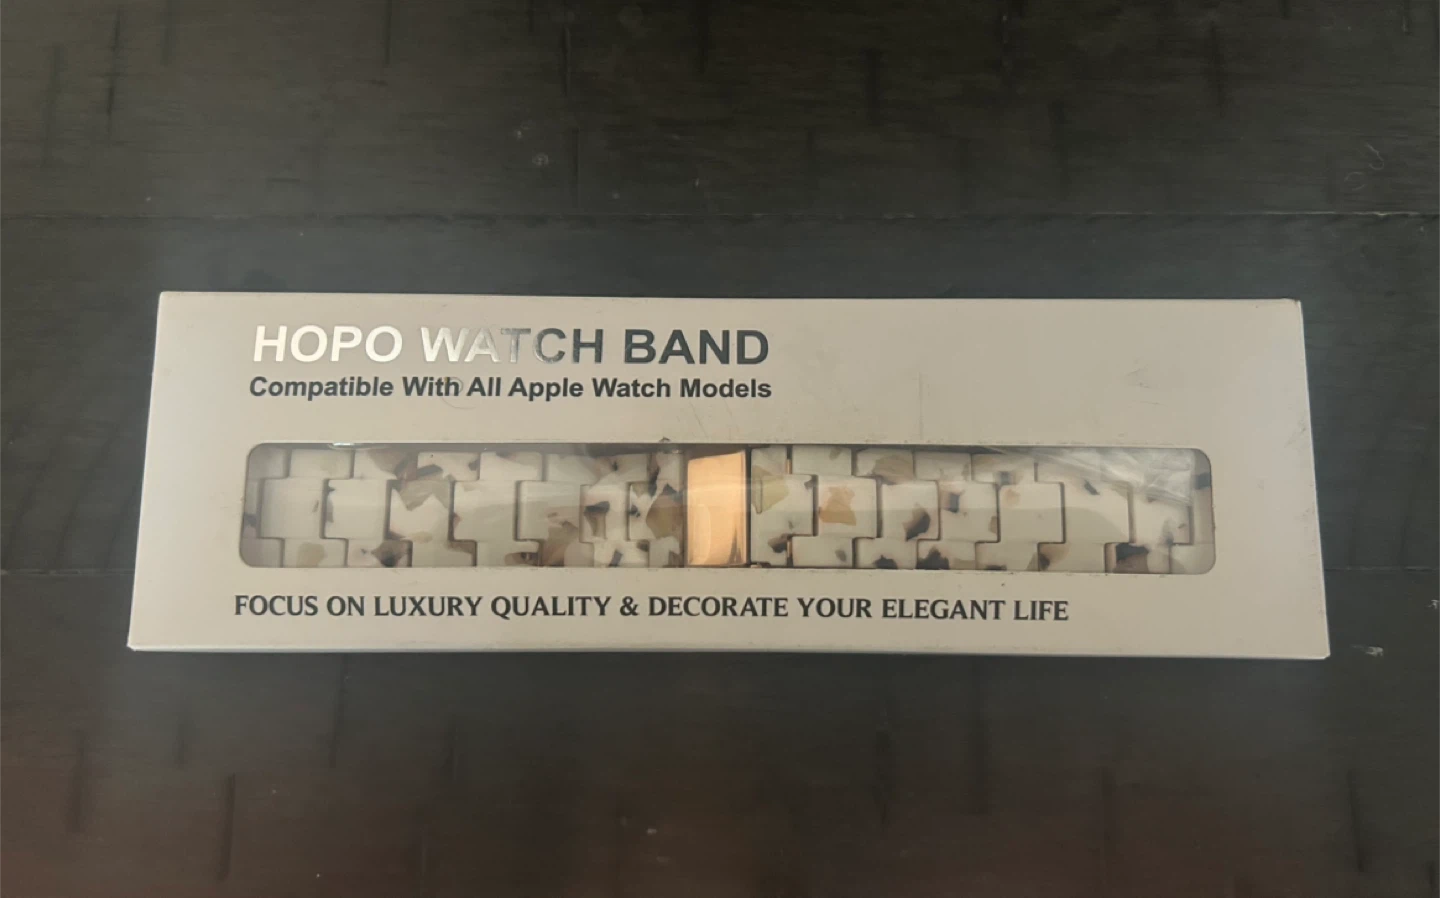 HOPO WATCH BAND
Compatible With All Apple Watch Models
FOCUS ON LUXURY QUALITY & DECORATE YOUR ELEGANT LIFE